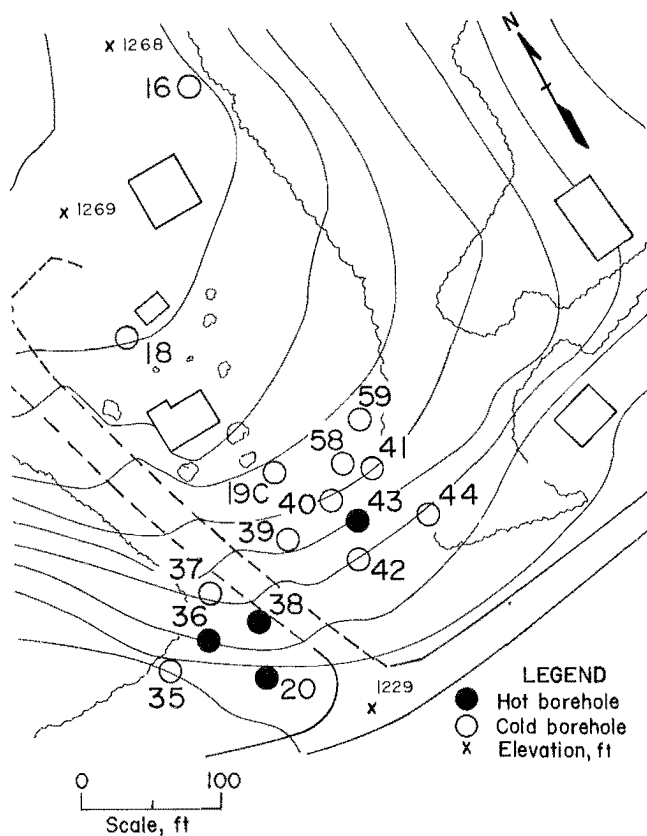 N
x 1268
16
x 1269
18
59
58
41
19C
40
43
44
39
42
37
38
36
35
20
1229
x
LEGEND
Hot borehole
Cold borehole
x Elevation, ft
0 100
Scale, ft